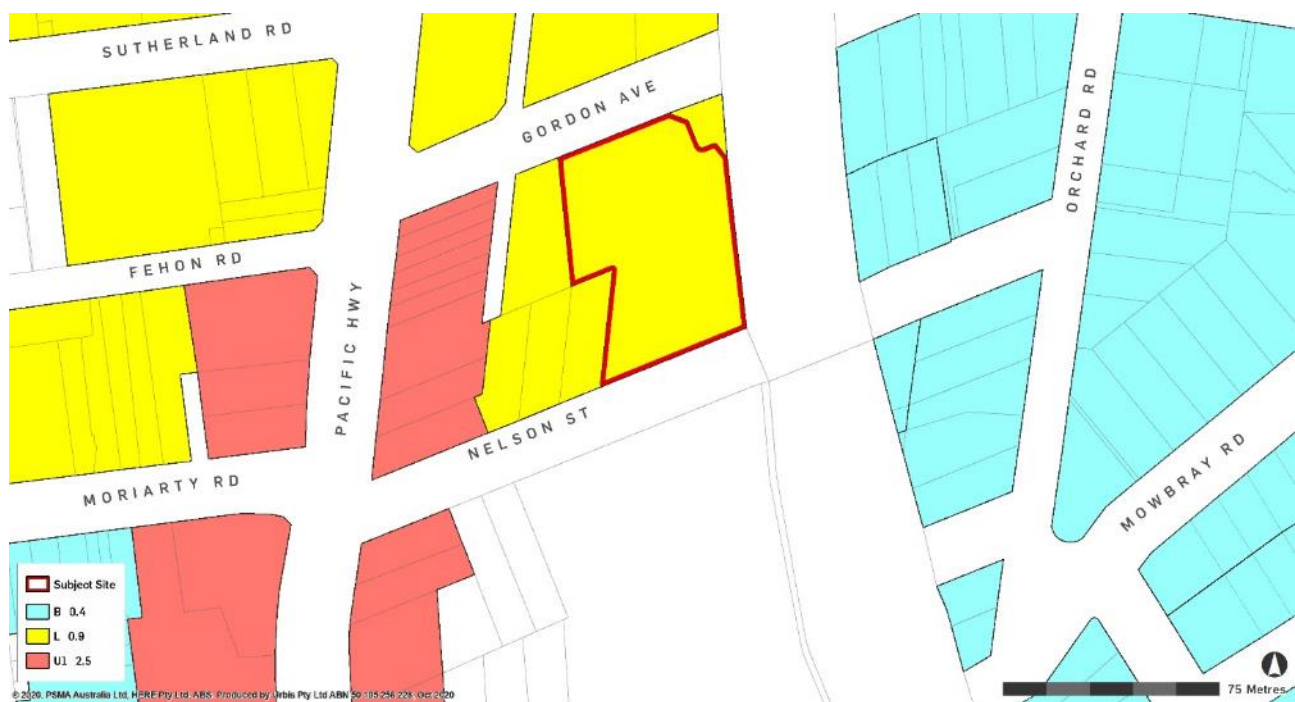 SUTHERLAND RD
GORDON AVE
ORCHARD RD
FEHON RD
PACIFIC HWY
NELSON ST
MORIARTY RD
MOWBRAY RD
Subject Site
B 0.4
L 0.9
U1 2.5
75 Metres
© 2020. PSMA Australia Ltd, HERE Pty Ltd. ABS. Produced by Urbis Pty Ltd ABN 50 105 256 228. Oct 2020